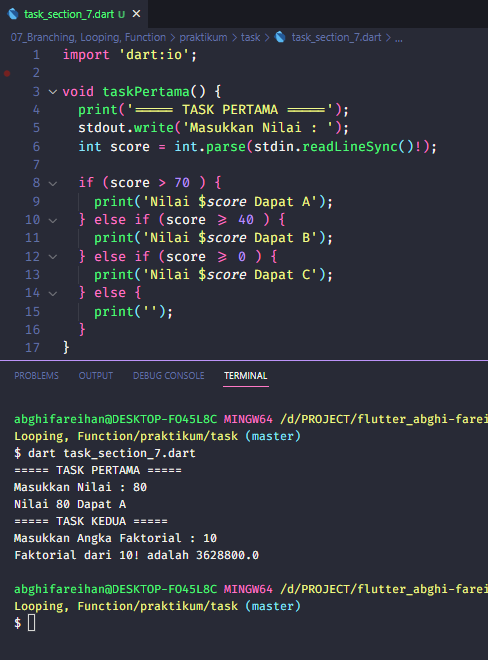 task_section_7.dart U ×
07_Branching, Looping, Function > praktikum > task > task_section_7.dart > ...
1 import 'dart:io';
2
3 void taskPertama() {
4 print('===== TASK PERTAMA =====');
5 stdout.write('Masukkan Nilai : ');
6 int score = int.parse(stdin.readLineSync()!);
7
8 if (score > 70 ) {
9 print('Nilai $score Dapat A');
10 } else if (score >= 40 ) {
11 print('Nilai $score Dapat B');
12 } else if (score >= 0 ) {
13 print('Nilai $score Dapat C');
14 } else {
15 print('');
16 }
17 }
PROBLEMS OUTPUT DEBUG CONSOLE TERMINAL
abghifareihan@DESKTOP-FO45L8C MINGW64 /d/PROJECT/flutter_abghi-farei
Looping, Function/praktikum/task (master)
$ dart task_section_7.dart
===== TASK PERTAMA =====
Masukkan Nilai : 80
Nilai 80 Dapat A
===== TASK KEDUA =====
Masukkan Angka Faktorial : 10
Faktorial dari 10! adalah 3628800.0
abghifareihan@DESKTOP-FO45L8C MINGW64 /d/PROJECT/flutter_abghi-farei
Looping, Function/praktikum/task (master)
$